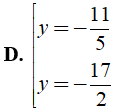 D. [ y = -11/5
y = -17/2